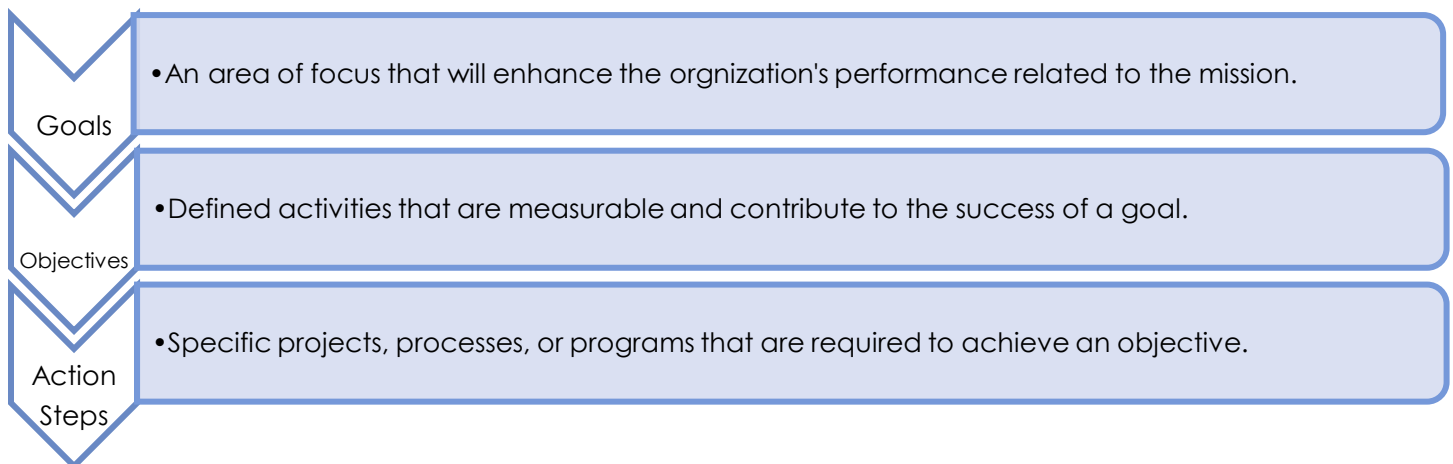 Goals
•An area of focus that will enhance the orgnization's performance related to the mission.
Objectives
•Defined activities that are measurable and contribute to the success of a goal.
Action
Steps
•Specific projects, processes, or programs that are required to achieve an objective.